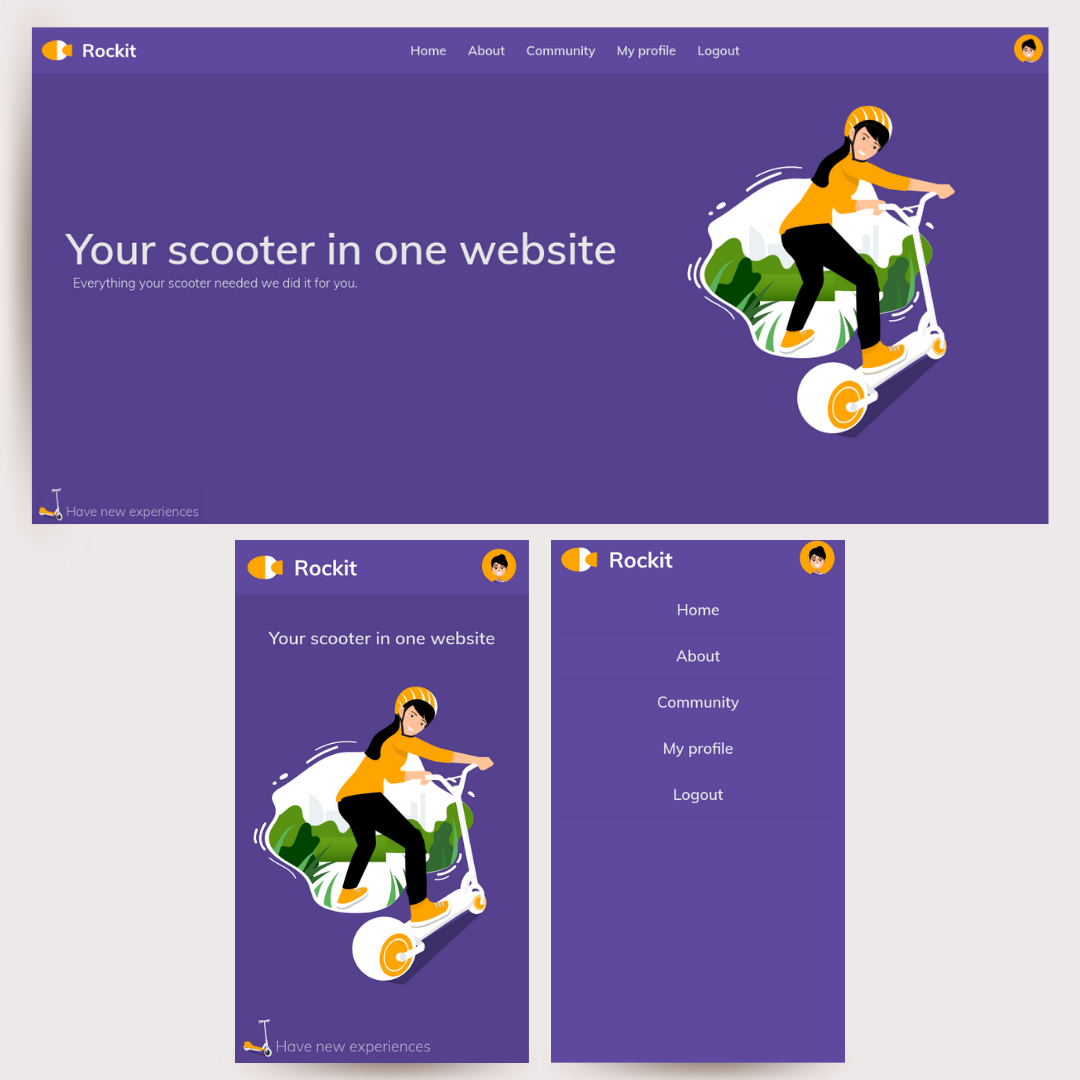 Rockit
Home About Community My profile Logout
Your scooter in one website
Everything your scooter needed we did it for you.
Have new experiences
Rockit
Your scooter in one website
Have new experiences
Rockit
Home
About
Community
My profile
Logout